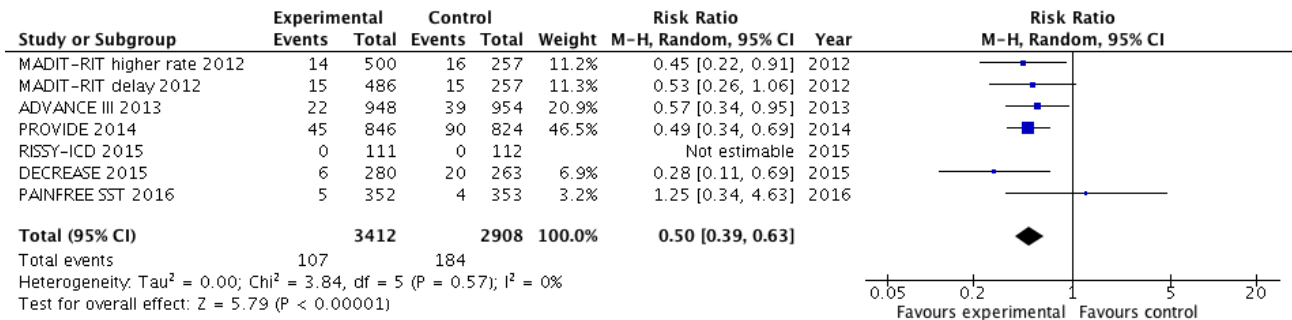 Experimental Control Risk Ratio Risk Ratio
Study or Subgroup Events Total Events Total Weight M-H, Random, 95% CI Year M-H, Random, 95% CI
MADIT-RIT higher rate 2012 14 500 16 257 11.2% 0.45 [0.22, 0.91] 2012
MADIT-RIT delay 2012 15 486 15 257 11.3% 0.53 [0.26, 1.06] 2012
ADVANCE III 2013 22 948 39 954 20.9% 0.57 [0.34, 0.95] 2013
PROVIDE 2014 45 846 90 824 46.5% 0.49 [0.34, 0.69] 2014
RISSY-ICD 2015 0 111 0 112 Not estimable 2015
DECREASE 2015 6 280 20 263 6.9% 0.28 [0.11, 0.69] 2015
PAINFREE SST 2016 5 352 4 353 3.2% 1.25 [0.34, 4.63] 2016
Total (95% CI) 3412 2908 100.0% 0.50 [0.39, 0.63]
Total events 107 184
Heterogeneity: Tau² = 0.00; Chi² = 3.84, df = 5 (P = 0.57); I² = 0%
Test for overall effect: Z = 5.79 (P < 0.00001)
0.05 0.2 1 5 20
Favours experimental Favours control